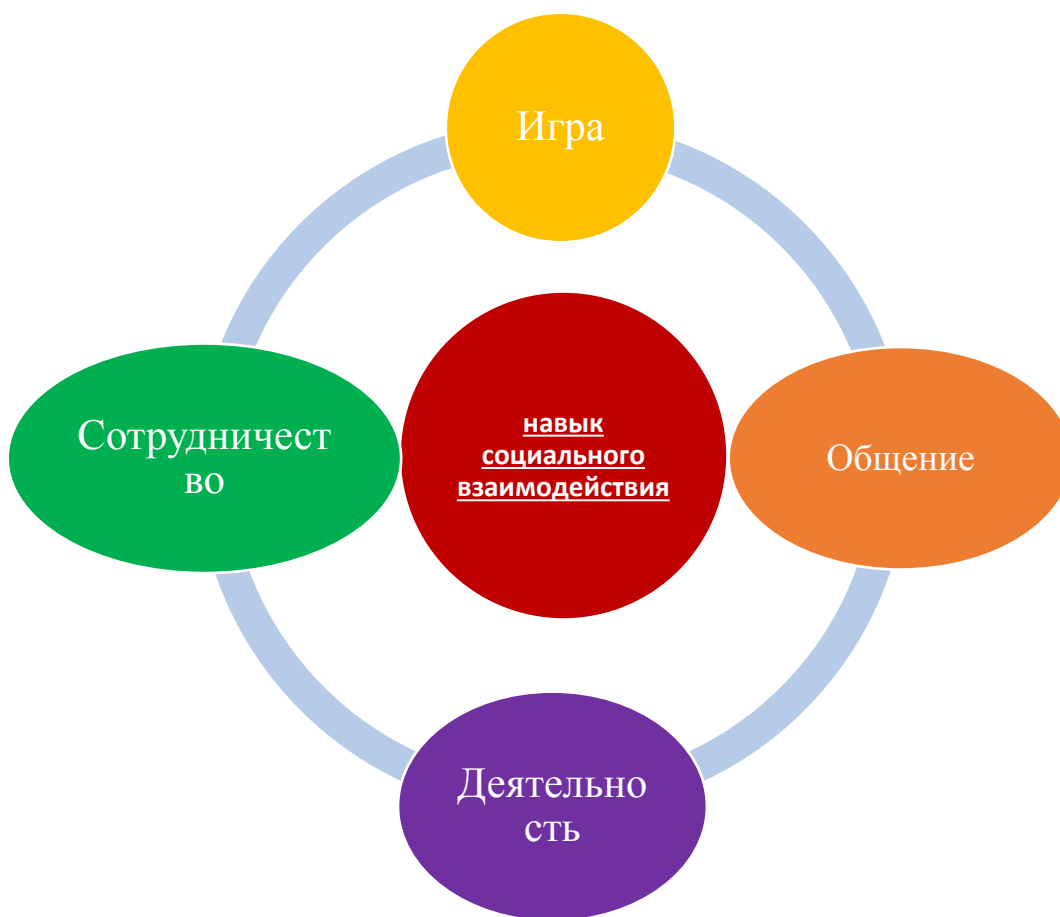 Игра
Сотрудничест
во
навык
социального
взаимодействия
Общение
Деятельно
сть